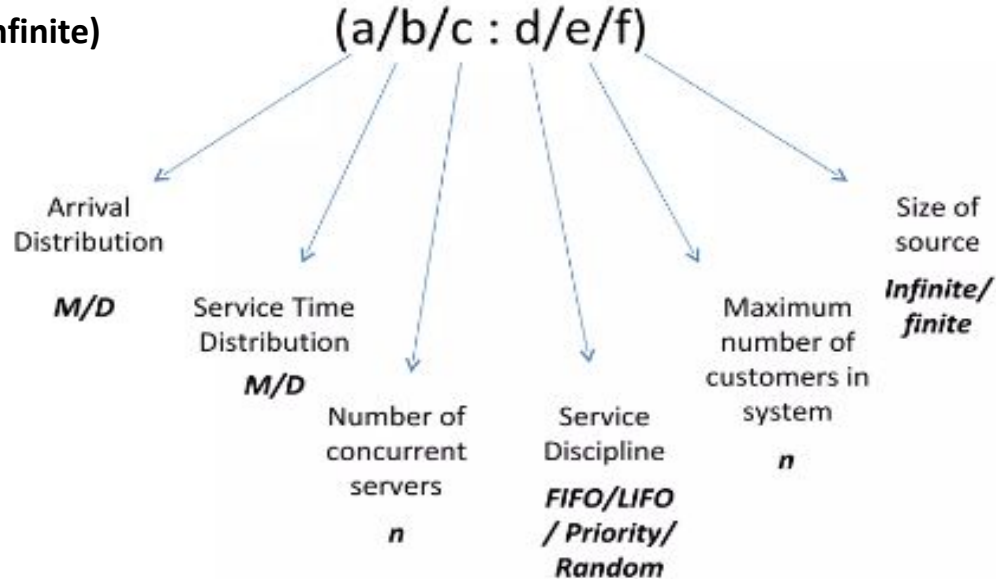 nfinite)
(a/b/c : d/e/f)
Arrival
Distribution
M/D
Service Time
Distribution
M/D
Number of
concurrent
servers
n
Service
Discipline
FIFO/LIFO
/ Priority/
Random
Maximum
number of
customers in
system
n
Size of
source
Infinite/
finite